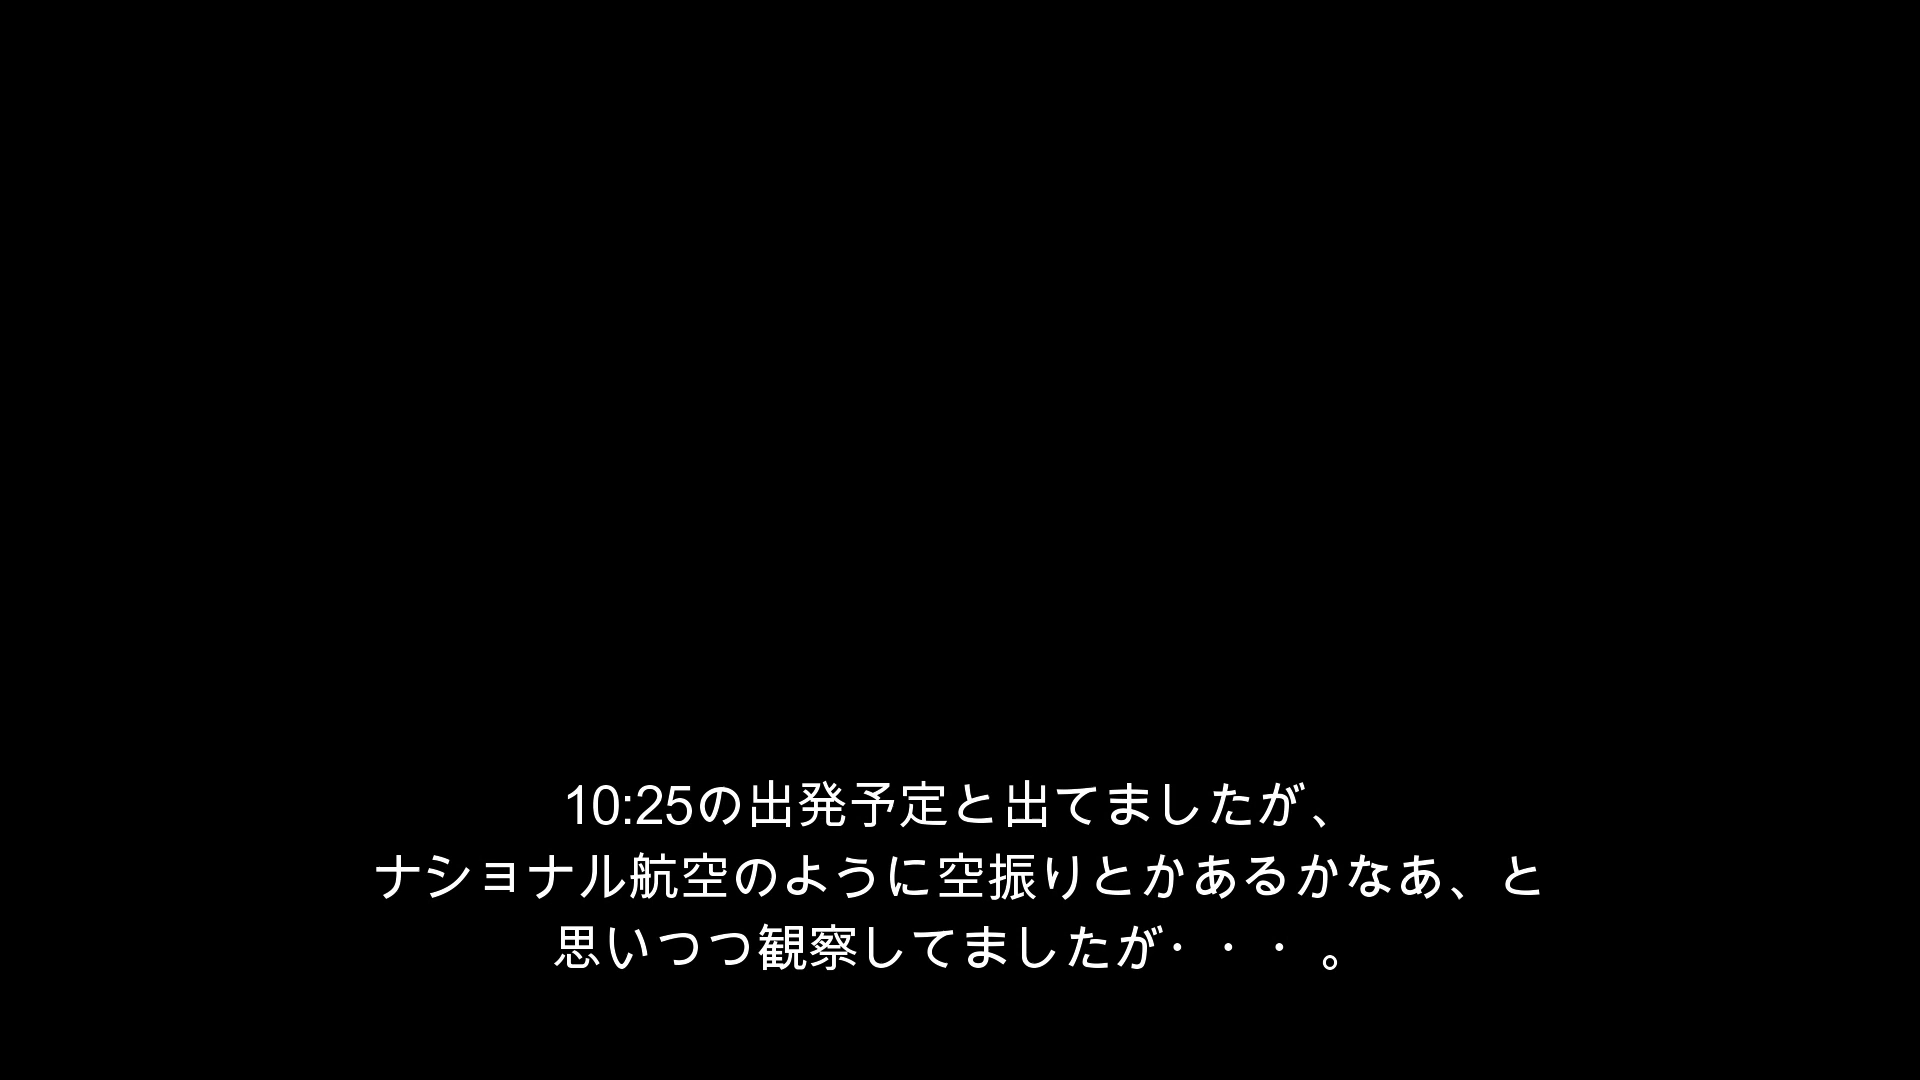 10:25の出発予定と出てましたが、
ナショナル航空のように空振りとかあるかなあ、と
思いつつ観察してましたが・・・。